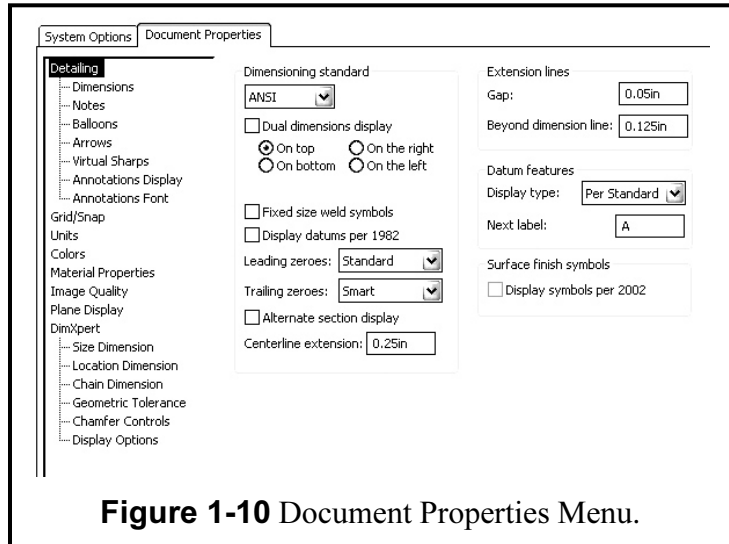 System Options
Document Properties
Detailing
Dimensions
Notes
Balloons
Arrows
Virtual Sharps
Annotations Display
Annotations Font
Grid/Snap
Units
Colors
Material Properties
Image Quality
Plane Display
DimXpert
Size Dimension
Location Dimension
Chain Dimension
Geometric Tolerance
Chamfer Controls
Display Options
Dimensioning standard
ANSI
Dual dimensions display
On top On the right
On bottom On the left
Fixed size weld symbols
Display datums per 1982
Leading zeroes: Standard
Trailing zeroes: Smart
Alternate section display
Centerline extension: 0.25in
Extension lines
Gap: 0.05in
Beyond dimension line: 0.125in
Datum features
Display type: Per Standard
Next label: A
Surface finish symbols
Display symbols per 2002
Figure 1-10 Document Properties Menu.